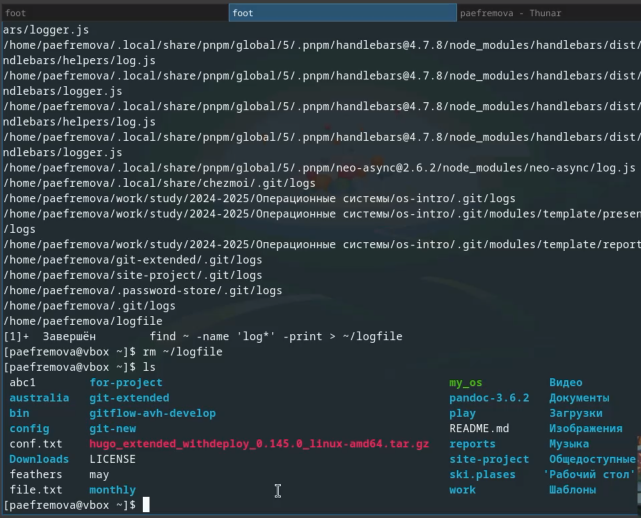 foot
foot
paefremova - Thunar
ars/logger.js
/home/paefremova/.local/share/pnpm/global/5/.pnpm/handlebars@4.7.8/node_modules/handlebars/dist/
ndlebars/helpers/log.js
/home/paefremova/.local/share/pnpm/global/5/.pnpm/handlebars@4.7.8/node_modules/handlebars/dist/
ndlebars/logger.js
/home/paefremova/.local/share/pnpm/global/5/.pnpm/handlebars@4.7.8/node_modules/handlebars/dist/
ndlebars/helpers/log.js
/home/paefremova/.local/share/pnpm/global/5/.pnpm/handlebars@4.7.8/node_modules/handlebars/dist/
ndlebars/logger.js
/home/paefremova/.local/share/pnpm/global/5/.pnpm/neo-async@2.6.2/node_modules/neo-async/log.js
/home/paefremova/.local/share/chezmoi/.git/logs
/home/paefremova/work/study/2024-2025/Операционные системы/os-intro/.git/logs
/home/paefremova/work/study/2024-2025/Операционные системы/os-intro/.git/modules/template/presen
/logs
/home/paefremova/work/study/2024-2025/Операционные системы/os-intro/.git/modules/template/report
/home/paefremova/git-extended/.git/logs
/home/paefremova/site-project/.git/logs
/home/paefremova/.password-store/.git/logs
/home/paefremova/.git/logs
/home/paefremova/logfile
[1]+  Завершён        find ~ -name 'log*' -print > ~/logfile
[paefremova@vbox ~]$ rm ~/logfile
[paefremova@vbox ~]$ ls
abc1 for-project my_os Видео
australia git-extended pandoc-3.6.2 Документы
bin gitflow-avh-develop play Загрузки
config git-new README.md Изображения
conf.txt hugo_extended_withdeploy_0.145.0_linux-amd64.tar.gz reports Музыка
Downloads LICENSE site-project Общедоступные
feathers may ski.plases 'Рабочий стол'
file.txt monthly work Шаблоны
[paefremova@vbox ~]$